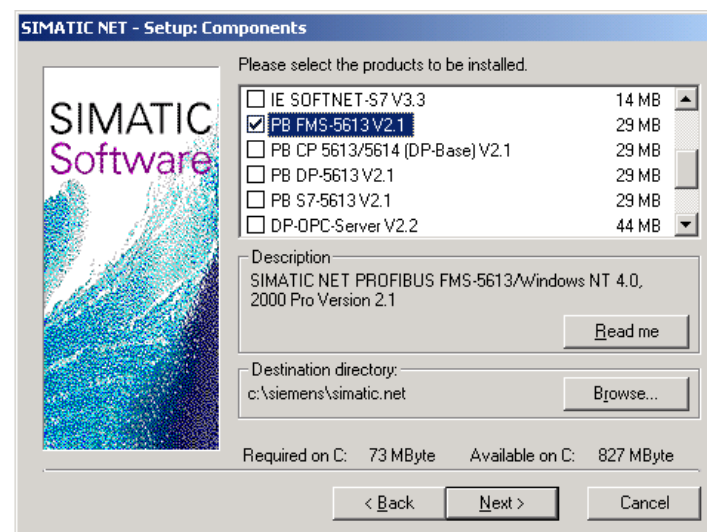 SIMATIC NET - Setup: Components
Please select the products to be installed.
SIMATIC
Software
IE SOFTNET-S7 V3.3 14 MB
PB FMS-5613 V2.1 29 MB
PB CP 5613/5614 (DP-Base) V2.1 29 MB
PB DP-5613 V2.1 29 MB
PB S7-5613 V2.1 29 MB
DP-OPC-Server V2.2 44 MB
Description
SIMATIC NET PROFIBUS FMS-5613/Windows NT 4.0,
2000 Pro Version 2.1
Read me
Destination directory:
c:\siemens\simatic.net Browse...
Required on C: 73 MByte Available on C: 827 MByte
< Back Next > Cancel